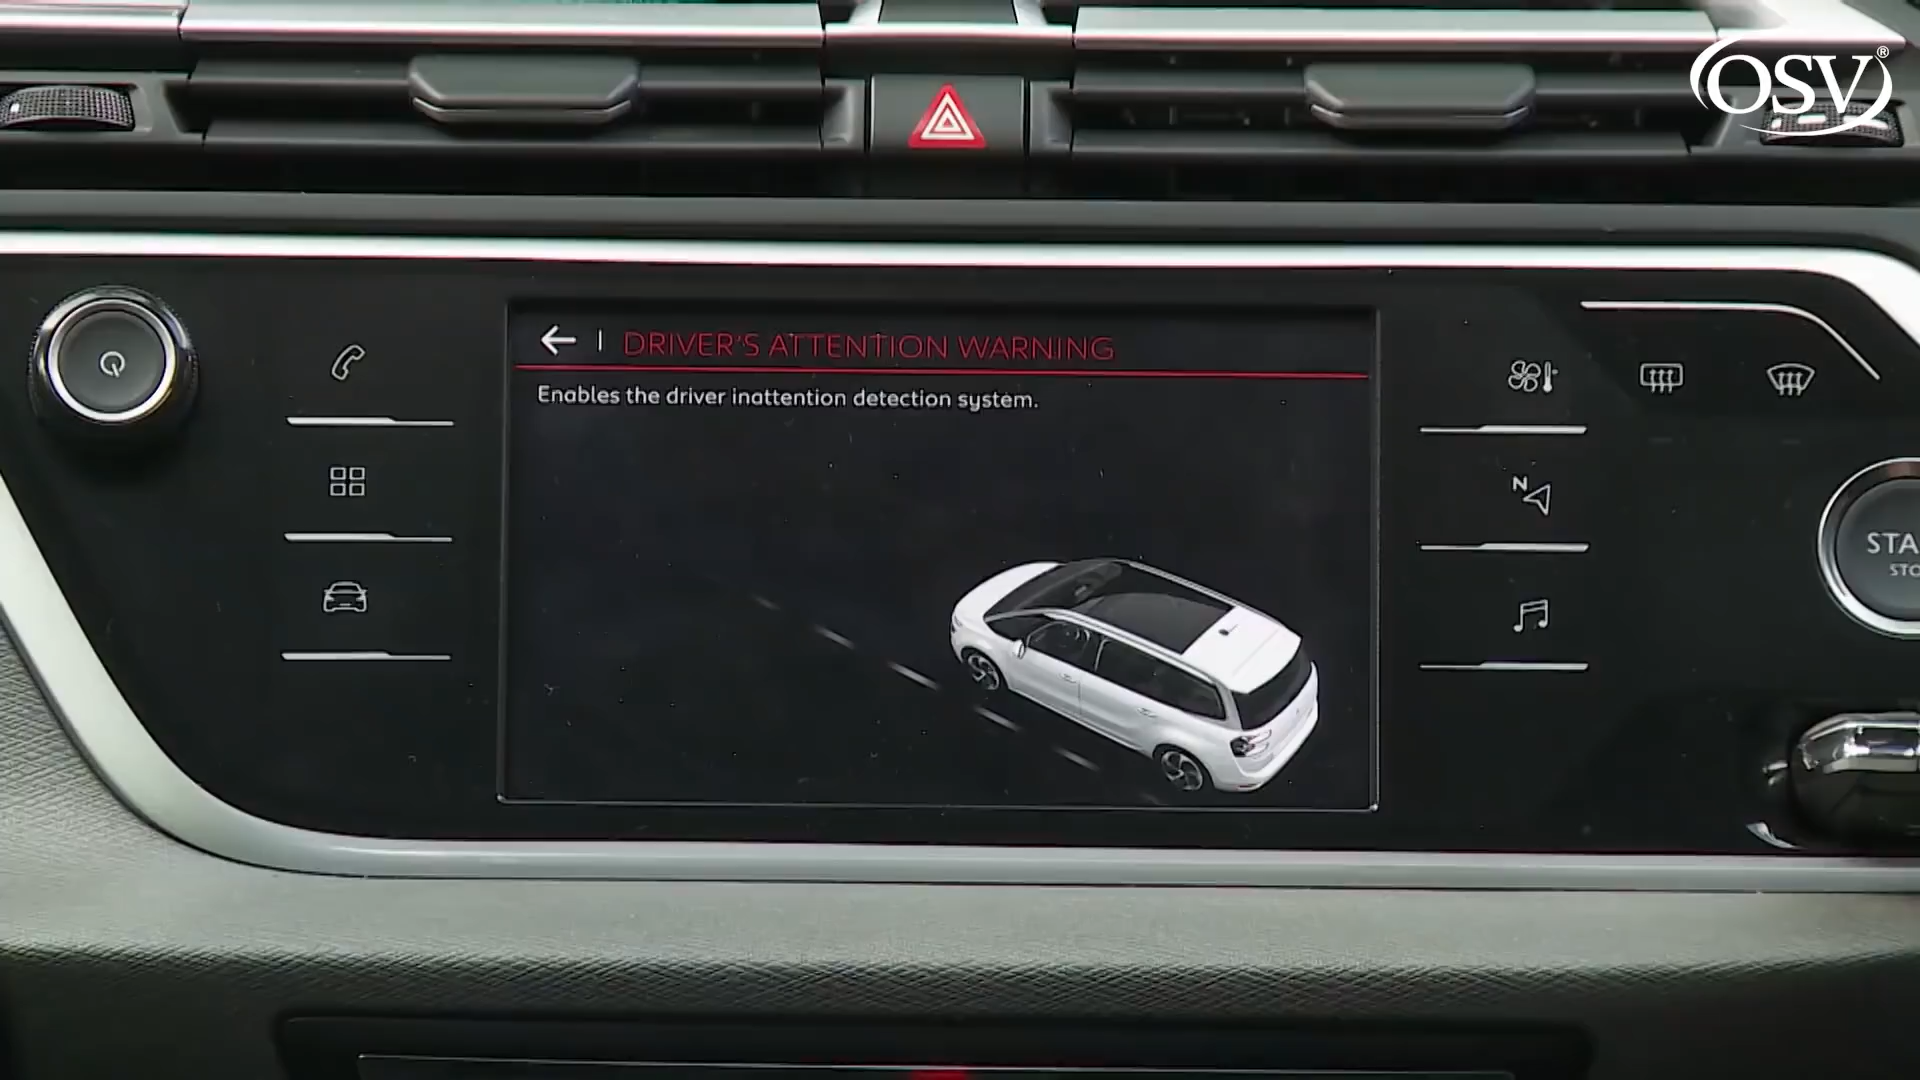 OSV®
DRIVER'S ATTENTION WARNING
Enables the driver inattention detection system.
N
STA
STO